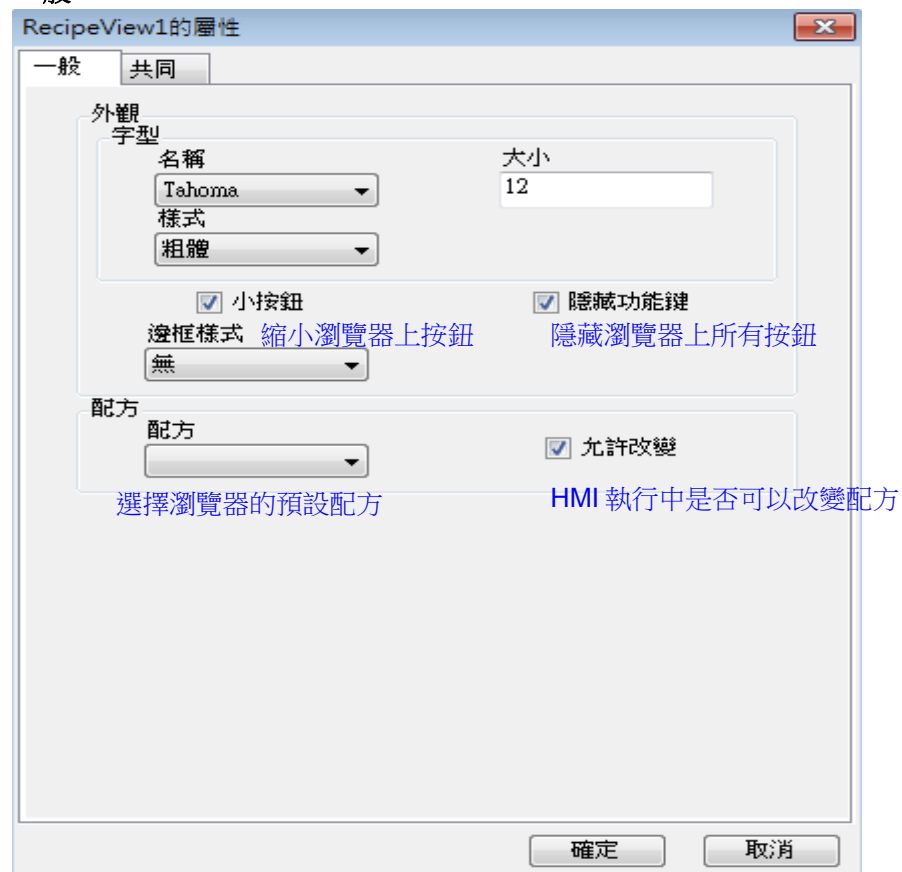 RecipeView1的屬性
一般 共同
外觀
字型
名稱 大小
Tahoma 12
樣式
粗體
小按鈕 隱藏功能鍵
邊框樣式 縮小瀏覽器上按鈕 隱藏瀏覽器上所有按鈕
無
配方
配方
允許改變
選擇瀏覽器的預設配方 HMI 執行中是否可以改變配方
確定 取消